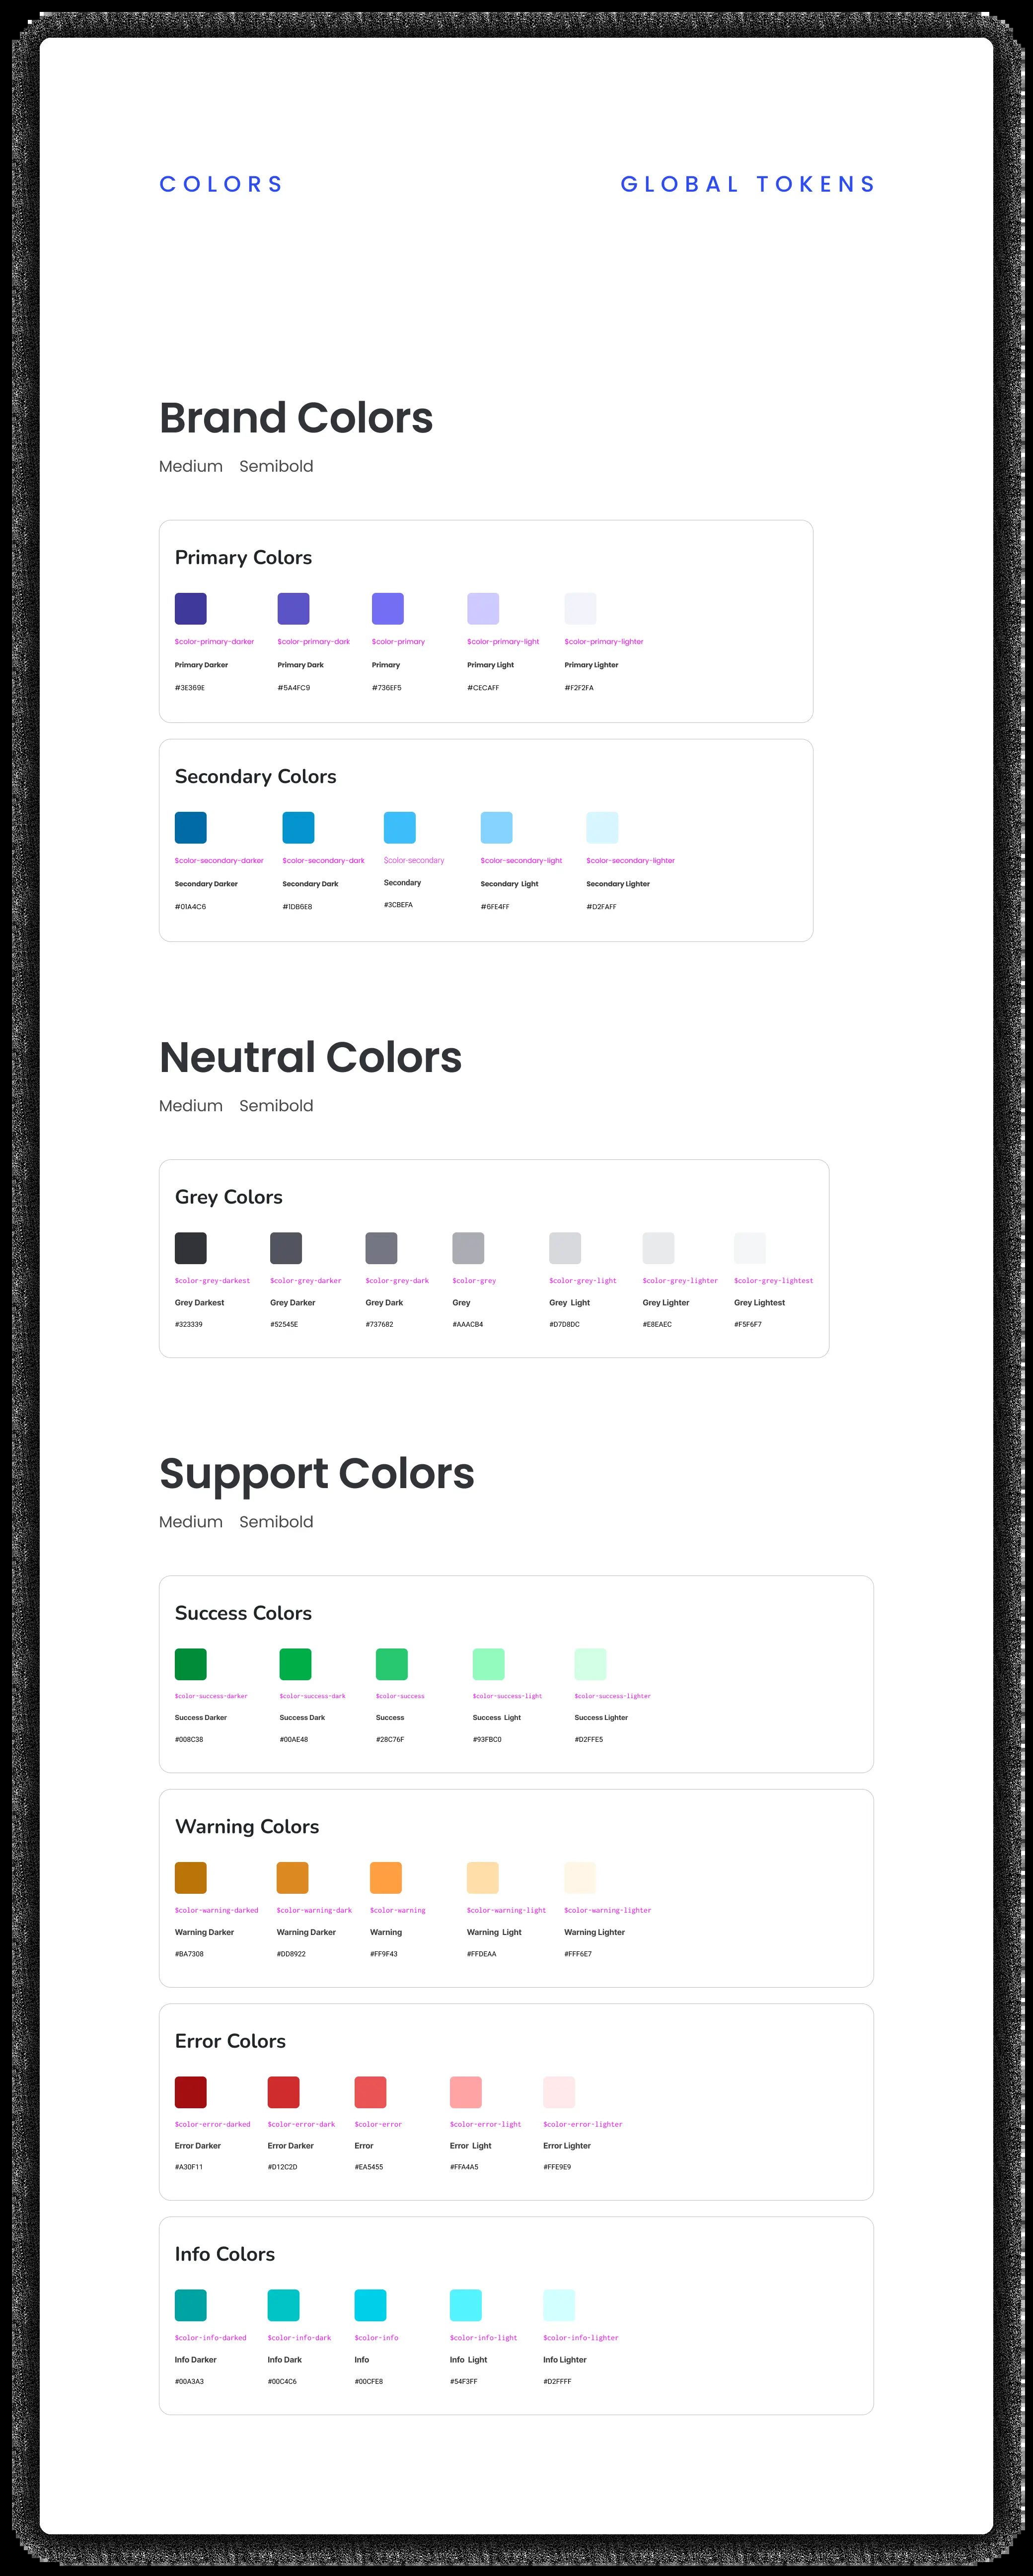 COLORS GLOBAL TOKENS
Brand Colors
Medium Semibold
Primary Colors
$color-primary-darker $color-primary-dark $color-primary $color-primary-light $color-primary-lighter
Primary Darker Primary Dark Primary Primary Light Primary Lighter
#3E369E #5A4FC9 #736EF5 #CECAFF #F2F2FA
Secondary Colors
$color-secondary-darker $color-secondary-dark $color-secondary $color-secondary-light $color-secondary-lighter
Secondary Darker Secondary Dark Secondary Secondary Light Secondary Lighter
#01A4C6 #1DB6E8 #3CBEFA #6FE4FF #D2FAFF
Neutral Colors
Medium Semibold
Grey Colors
$color-grey-darkest $color-grey-darker $color-grey-dark $color-grey $color-grey-light $color-grey-lighter $color-grey-lightest
Grey Darkest Grey Darker Grey Dark Grey Grey Light Grey Lighter Grey Lightest
#323339 #52545E #737682 #AAACB4 #D7D8DC #E8EAEC #F5F6F7
Support Colors
Medium Semibold
Success Colors
$color-success-darker $color-success-dark $color-success $color-success-light $color-success-lighter
Success Darker Success Dark Success Success Light Success Lighter
#008C38 #00AE48 #28C76F #93FBC0 #D2FFE5
Warning Colors
$color-warning-darked $color-warning-dark $color-warning $color-warning-light $color-warning-lighter
Warning Darker Warning Darker Warning Warning Light Warning Lighter
#BA7308 #DD8922 #FF9F43 #FFDEAA #FFF6E7
Error Colors
$color-error-darked $color-error-dark $color-error $color-error-light $color-error-lighter
Error Darker Error Darker Error Error Light Error Lighter
#A30F11 #D12C2D #EA5455 #FFA4A5 #FFE9E9
Info Colors
$color-info-darked $color-info-dark $color-info $color-info-light $color-info-lighter
Info Darker Info Dark Info Info Light Info Lighter
#00A3A3 #00C4C6 #00CFE8 #54F3FF #D2FFFF